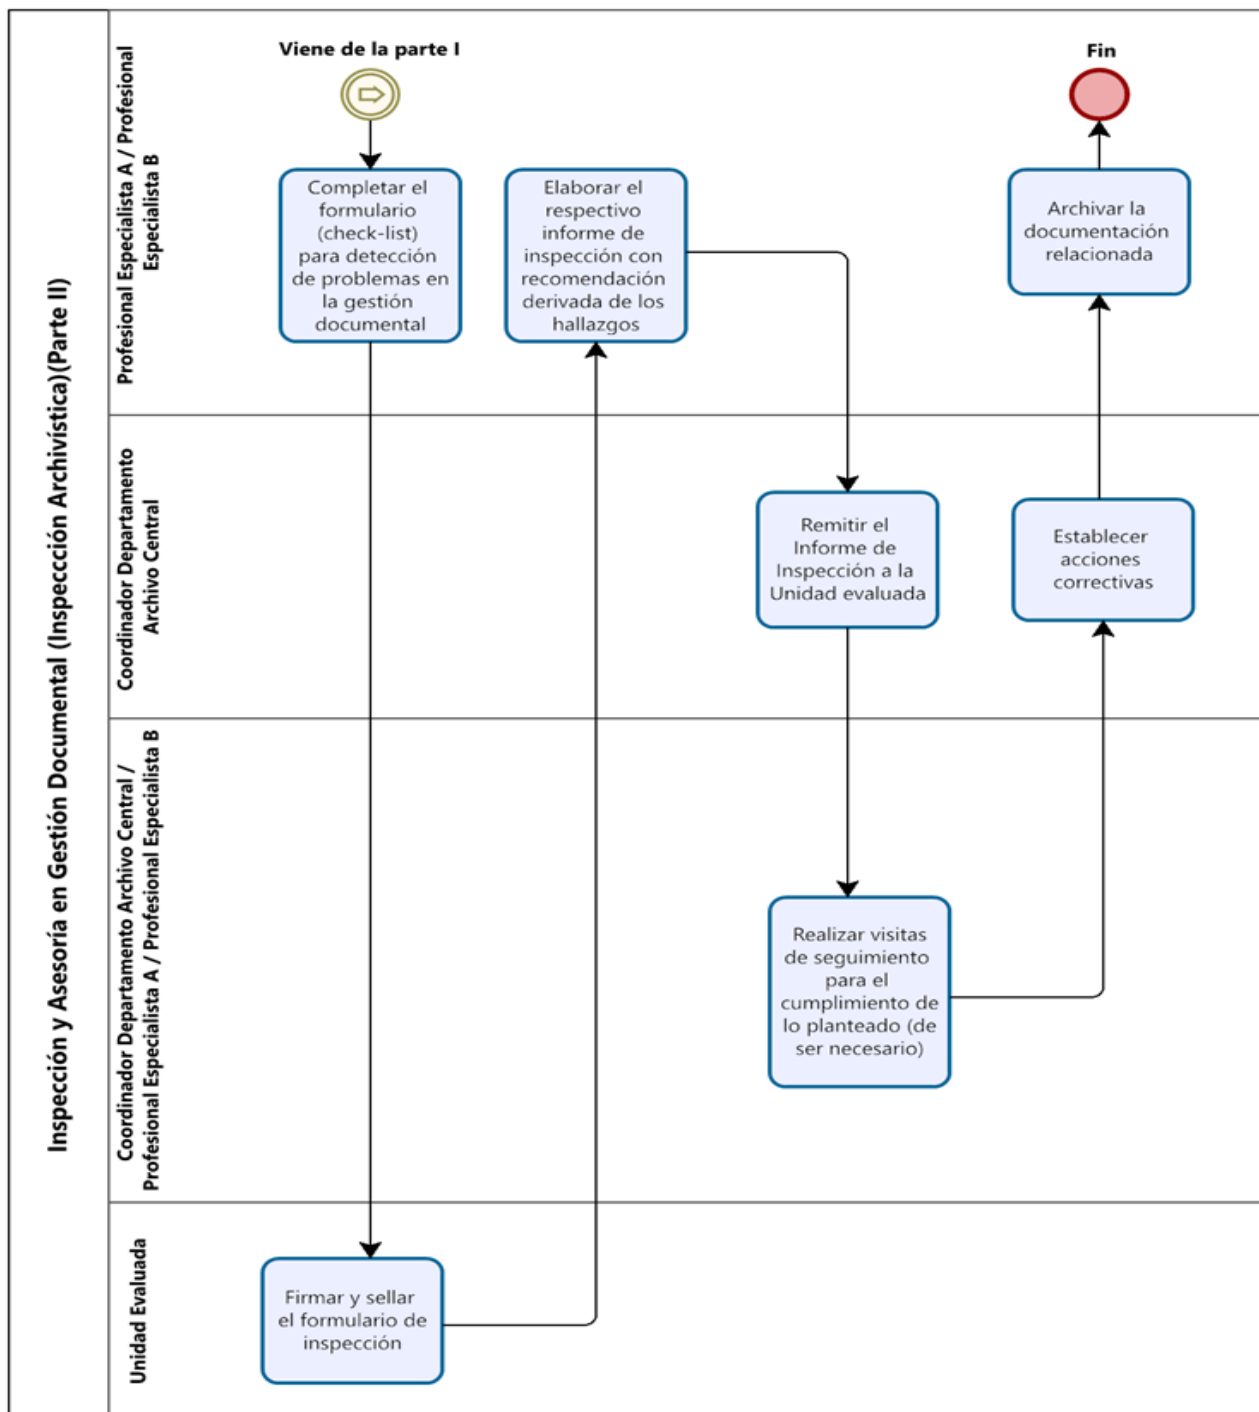 Inspección y Asesoría en Gestión Documental (Inspeccción Archivística)(Parte II)
Profesional Especialista A / Profesional
Especialista B
Viene de la parte I
Fin
Completar el
formulario
(check-list)
para detección
de problemas en
la gestión
documental
Elaborar el
respectivo
informe de
inspección con
recomendación
derivada de los
hallazgos
Archivar la
documentación
relacionada
Coordinador Departamento
Archivo Central
Remitir el
Informe de
Inspección a la
Unidad evaluada
Establecer
acciones
correctivas
Coordinador Departamento Archivo Central /
Profesional Especialista A / Profesional Especialista B
Realizar visitas
de seguimiento
para el
cumplimiento de
lo planteado (de
ser necesario)
Unidad Evaluada
Firmar y sellar
el formulario de
inspección